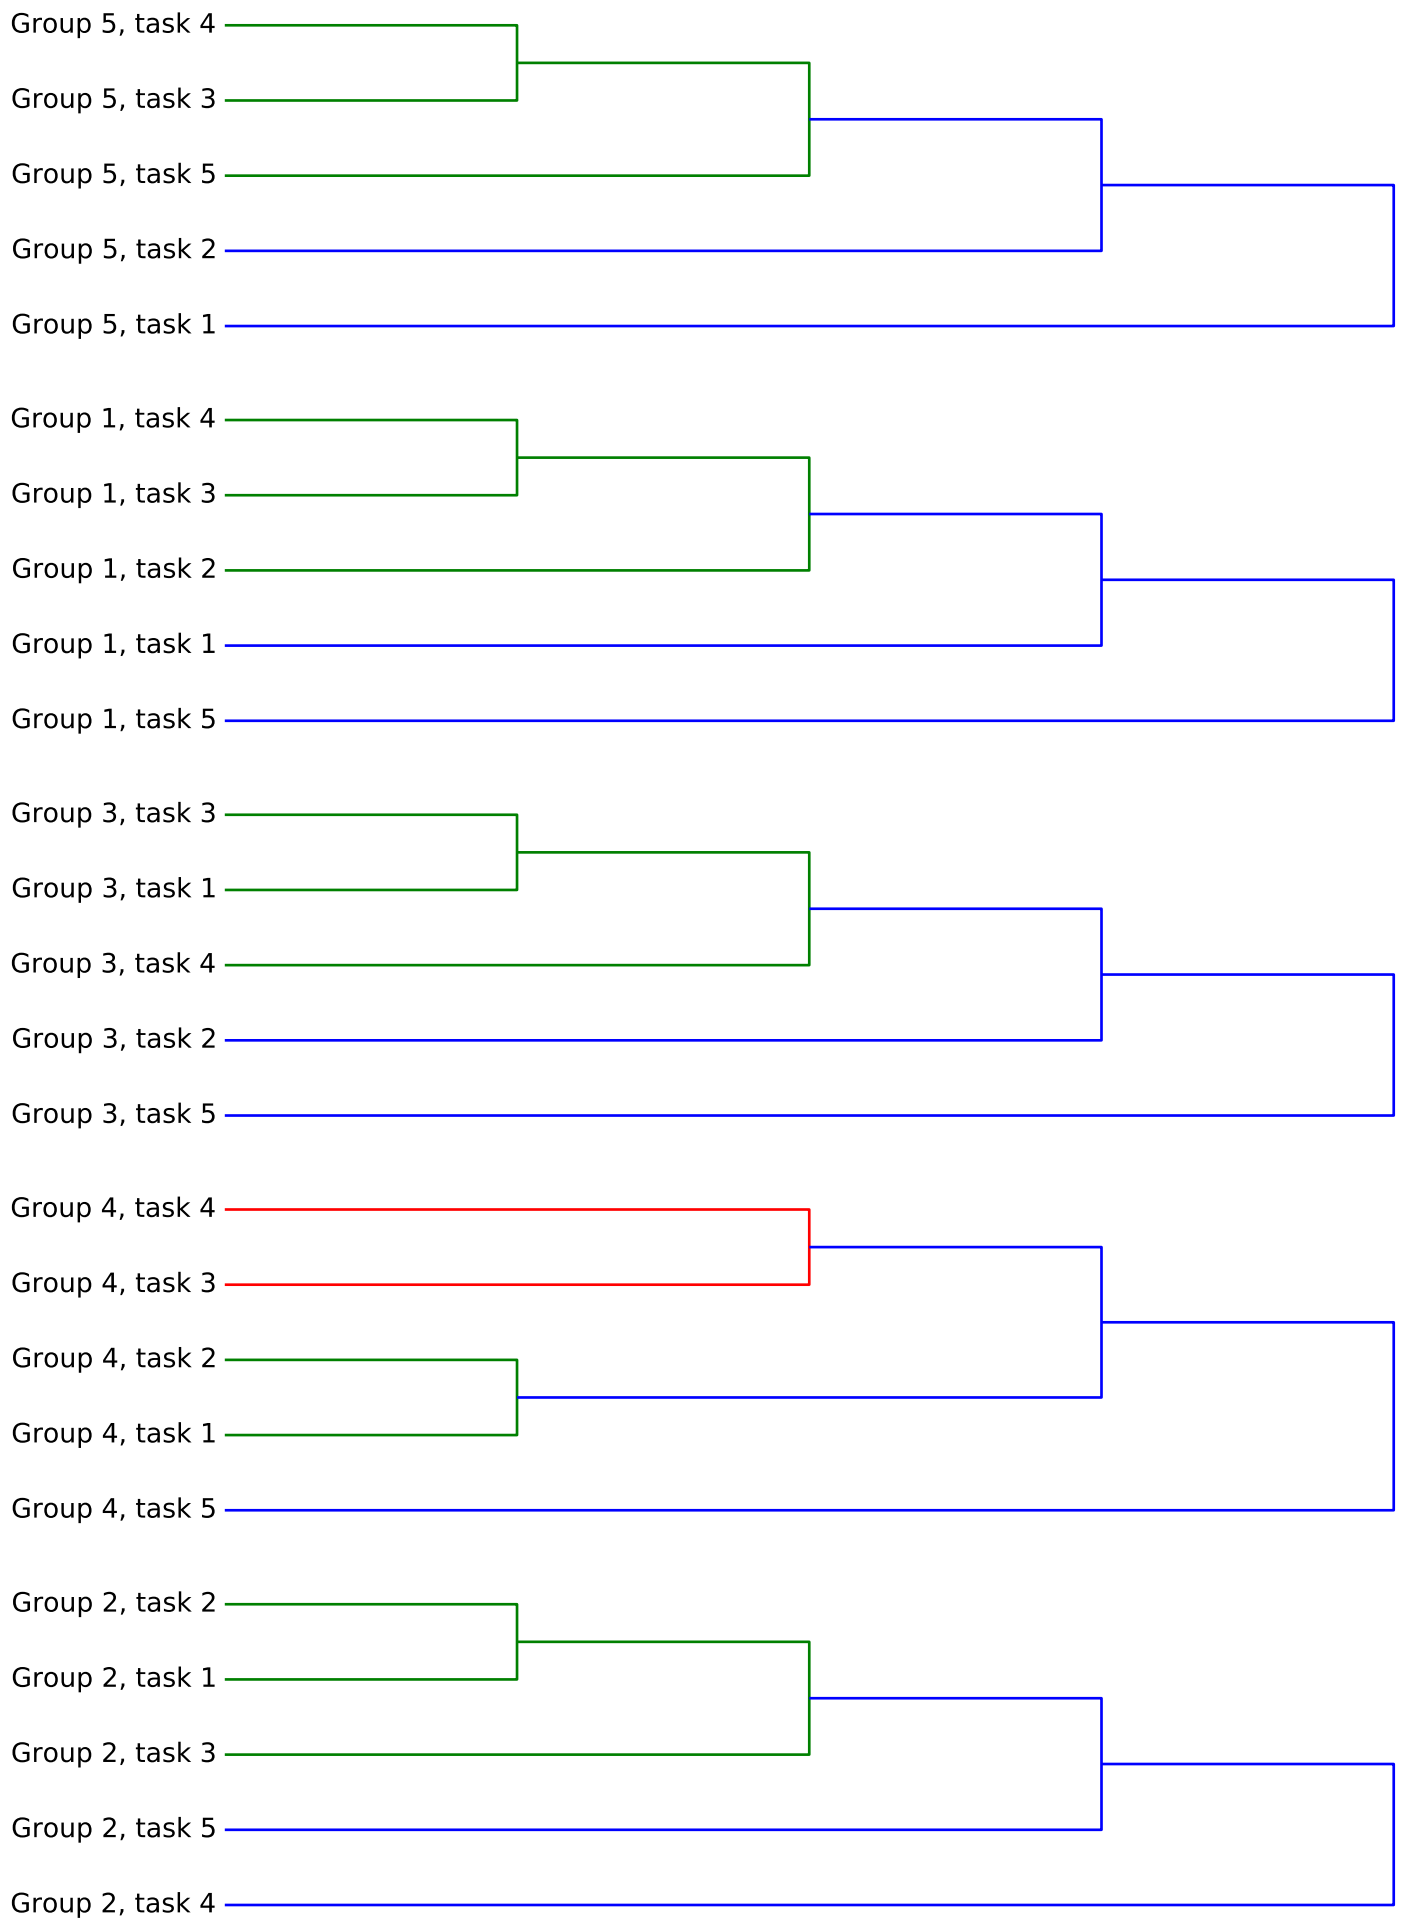 Group 5, task 4
Group 5, task 3
Group 5, task 5
Group 5, task 2
Group 5, task 1
Group 1, task 4
Group 1, task 3
Group 1, task 2
Group 1, task 1
Group 1, task 5
Group 3, task 3
Group 3, task 1
Group 3, task 4
Group 3, task 2
Group 3, task 5
Group 4, task 4
Group 4, task 3
Group 4, task 2
Group 4, task 1
Group 4, task 5
Group 2, task 2
Group 2, task 1
Group 2, task 3
Group 2, task 5
Group 2, task 4